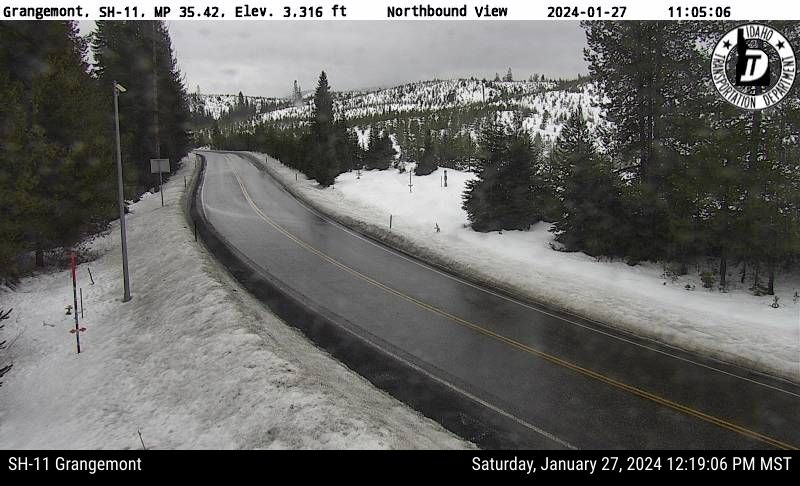 Grangemont, SH-11, MP 35.42, Elev. 3,316 ft Northbound View 2024-01-27 11:05:06
IDAHO
TRANSPORTATION DEPARTMENT
SH-11 Grangemont Saturday, January 27, 2024 12:19:06 PM MST